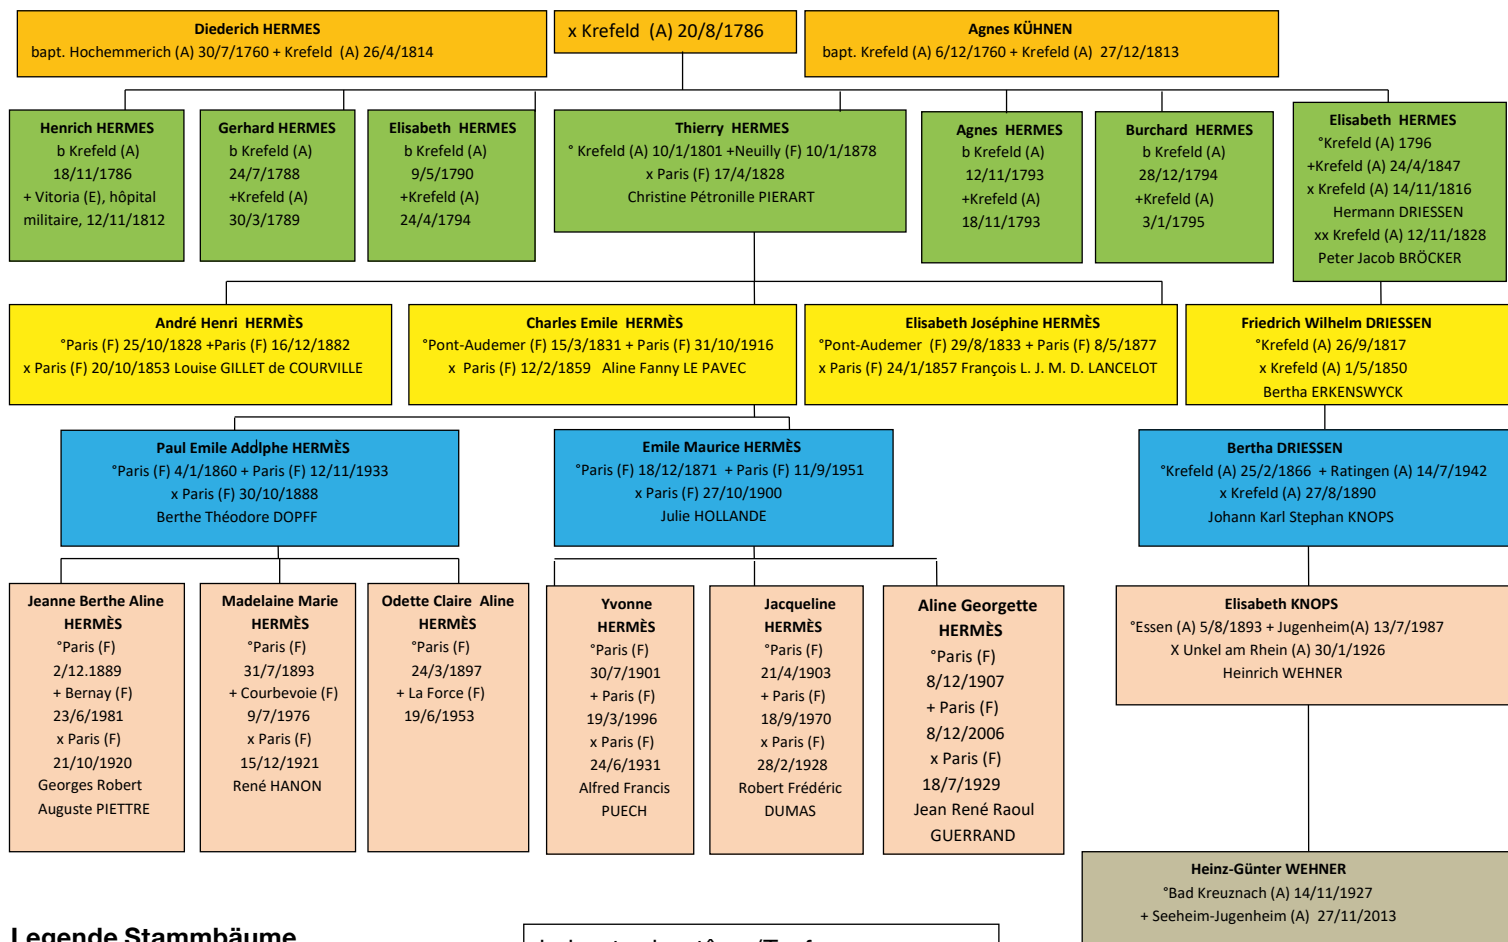 Diederich HERMES
bapt. Hochemmerich (A) 30/7/1760 + Krefeld (A) 26/4/1814
x Krefeld (A) 20/8/1786
Agnes KÜHNEN
bapt. Krefeld (A) 6/12/1760 + Krefeld (A) 27/12/1813
Henrich HERMES
b Krefeld (A)
18/11/1786
+ Vitoria (E), hôpital
militaire, 12/11/1812
Gerhard HERMES
b Krefeld (A)
24/7/1788
+Krefeld (A)
30/3/1789
Elisabeth HERMES
b Krefeld (A)
9/5/1790
+Krefeld (A)
24/4/1794
Thierry HERMES
° Krefeld (A) 10/1/1801 +Neuilly (F) 10/1/1878
x Paris (F) 17/4/1828
Christine Pétronille PIERART
Agnes HERMES
b Krefeld (A)
12/11/1793
+Krefeld (A)
18/11/1793
Burchard HERMES
b Krefeld (A)
28/12/1794
+Krefeld (A)
3/1/1795
Elisabeth HERMES
°Krefeld (A) 1796
+Krefeld (A) 24/4/1847
x Krefeld (A) 14/11/1816
Hermann DRIESSEN
xx Krefeld (A) 12/11/1828
Peter Jacob BRÖCKER
André Henri HERMÈS
°Paris (F) 25/10/1828 +Paris (F) 16/12/1882
x Paris (F) 20/10/1853 Louise GILLET de COURVILLE
Charles Emile HERMÈS
°Pont-Audemer (F) 15/3/1831 + Paris (F) 31/10/1916
x Paris (F) 12/2/1859 Aline Fanny LE PAVEC
Elisabeth Joséphine HERMÈS
°Pont-Audemer (F) 29/8/1833 + Paris (F) 8/5/1877
x Paris (F) 24/1/1857 François L. J. M. D. LANCELOT
Friedrich Wilhelm DRIESSEN
°Krefeld (A) 26/9/1817
x Krefeld (A) 1/5/1850
Bertha ERKENSWYCK
Paul Emile Addlphe HERMÈS
°Paris (F) 4/1/1860 + Paris (F) 12/11/1933
x Paris (F) 30/10/1888
Berthe Théodore DOPFF
Emile Maurice HERMÈS
°Paris (F) 18/12/1871 + Paris (F) 11/9/1951
x Paris (F) 27/10/1900
Julie HOLLANDE
Bertha DRIESSEN
°Krefeld (A) 25/2/1866 + Ratingen (A) 14/7/1942
x Krefeld (A) 27/8/1890
Johann Karl Stephan KNOPS
Jeanne Berthe Aline
HERMÈS
°Paris (F)
2/12.1889
+ Bernay (F)
23/6/1981
x Paris (F)
21/10/1920
Georges Robert
Auguste PIETTRE
Madelaine Marie
HERMÈS
°Paris (F)
31/7/1893
+ Courbevoie (F)
9/7/1976
x Paris (F)
15/12/1921
René HANON
Odette Claire Aline
HERMÈS
°Paris (F)
24/3/1897
+ La Force (F)
19/6/1953
Yvonne
HERMÈS
°Paris (F)
30/7/1901
+ Paris (F)
19/3/1996
x Paris (F)
24/6/1931
Alfred Francis
PUECH
Jacqueline
HERMÈS
°Paris (F)
21/4/1903
+ Paris (F)
18/9/1970
x Paris (F)
28/2/1928
Robert Frédéric
DUMAS
Aline Georgette
HERMÈS
°Paris (F)
8/12/1907
+ Paris (F)
8/12/2006
x Paris (F)
18/7/1929
Jean René Raoul
GUERRAND
Elisabeth KNOPS
°Essen (A) 5/8/1893 + Jugenheim(A) 13/7/1987
X Unkel am Rhein (A) 30/1/1926
Heinrich WEHNER
Heinz-Günter WEHNER
°Bad Kreuznach (A) 14/11/1927
+ Seeheim-Jugenheim (A) 27/11/2013
Legende Stammbäume